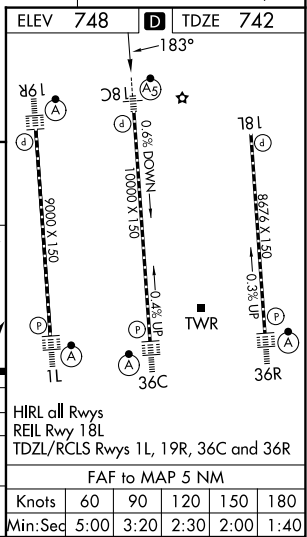 ELEV 748 D TDZE 742
183°
19R
A
18C
A5
P
P
18L
P
0.6% DOWN
9000 X 150
10000 X 150
8676 X 150
0.4% UP
0.3% UP
P
P
TWR
P
A
A
A
1L
36C
36R
HIRL all Rwys
REIL Rwy 18L
TDZL/RCLS Rwys 1L, 19R, 36C and 36R
FAF to MAP 5 NM
Knots 60 90 120 150 180
Min:Sec 5:00 3:20 2:30 2:00 1:40